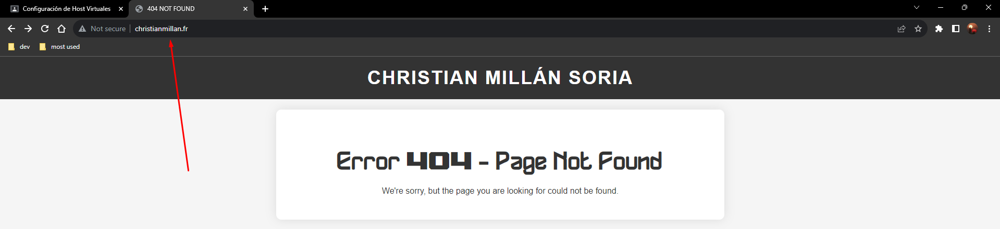 Configuración de Host Virtuales
404 NOT FOUND
Not secure
christianmillan.fr
dev
most used
CHRISTIAN MILLÁN SORIA
Error 404 - Page Not Found
We're sorry, but the page you are looking for could not be found.